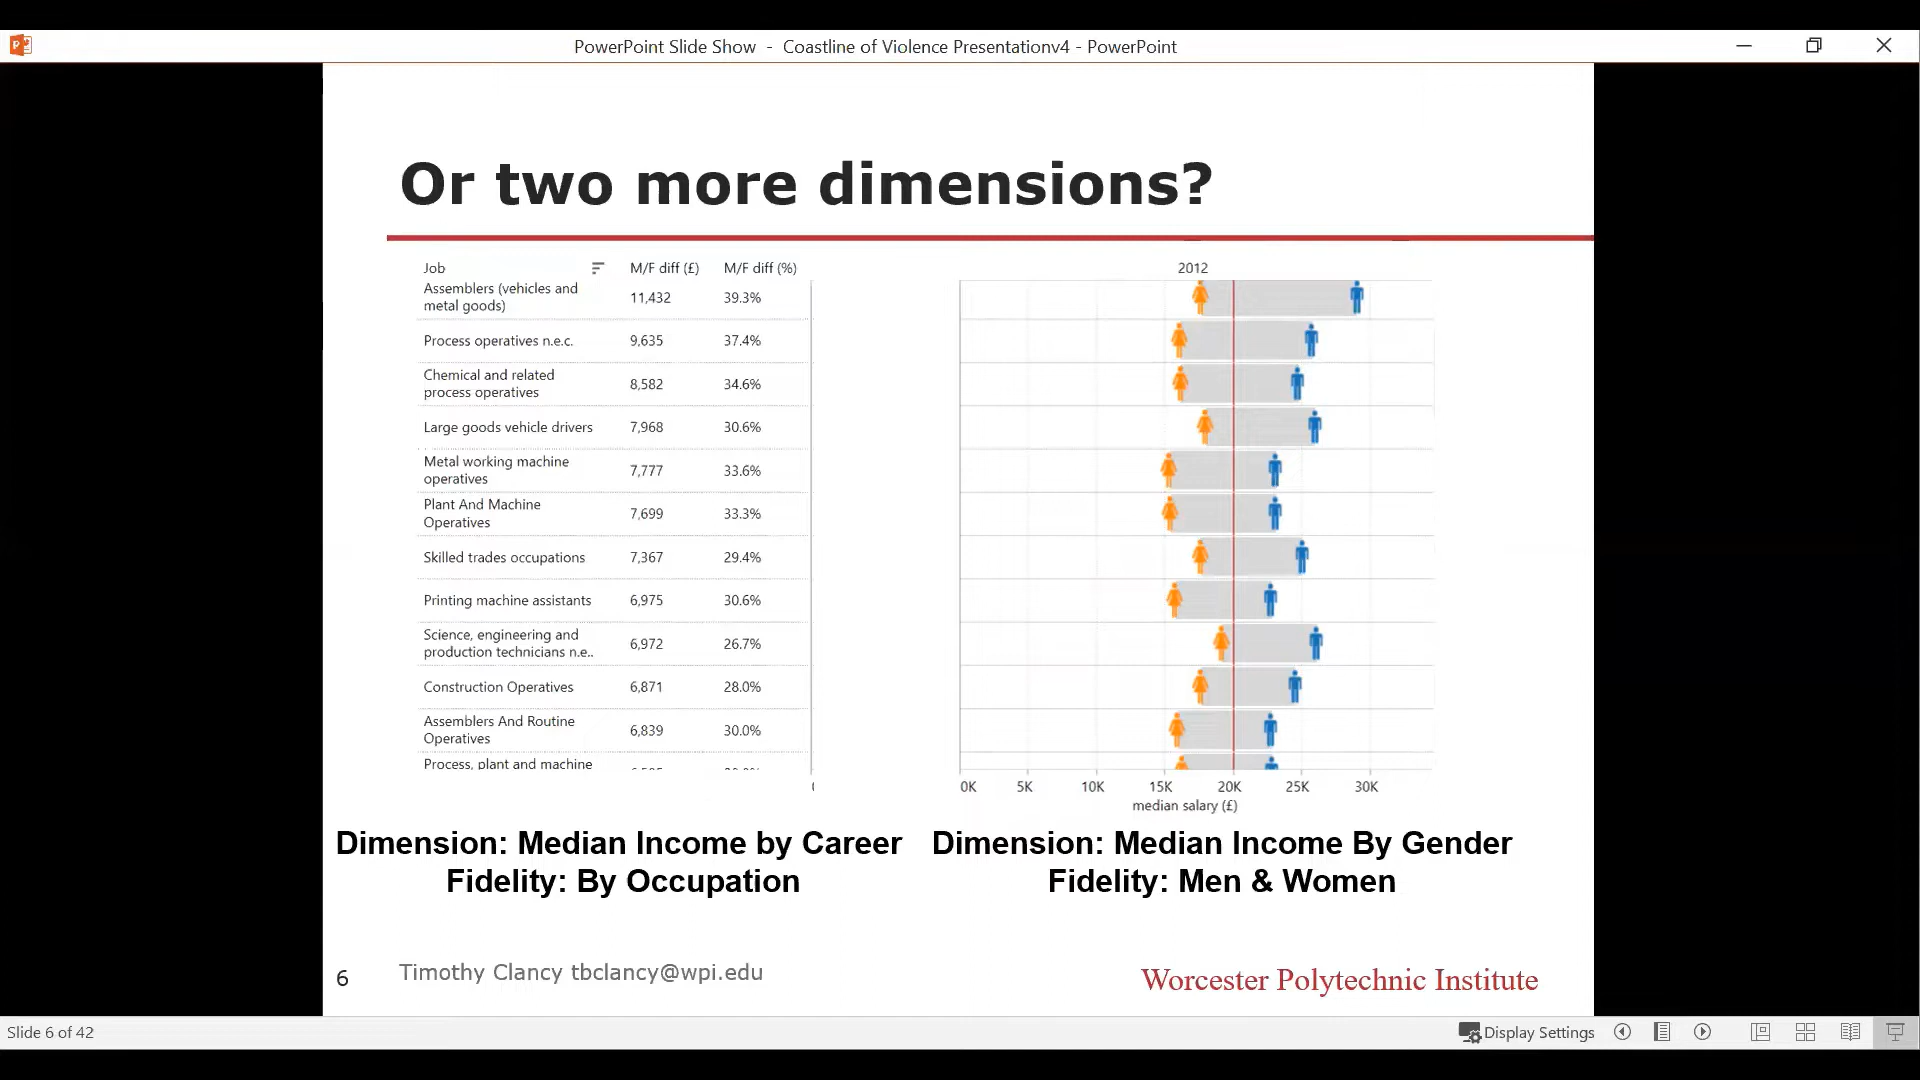 PowerPoint Slide Show - Coastline of Violence Presentationv4 - PowerPoint
Or two more dimensions?
Job M/F diff (£) M/F diff (%)
Assemblers (vehicles and
metal goods) 11,432 39.3%
Process operatives n.e.c. 9,635 37.4%
Chemical and related
process operatives 8,582 34.6%
Large goods vehicle drivers 7,968 30.6%
Metal working machine
operatives 7,777 33.6%
Plant And Machine
Operatives 7,699 33.3%
Skilled trades occupations 7,367 29.4%
Printing machine assistants 6,975 30.6%
Science, engineering and
production technicians n.e.. 6,972 26.7%
Construction Operatives 6,871 28.0%
Assemblers And Routine
Operatives 6,839 30.0%
Process, plant and machine
2012
0K 5K 10K 15K 20K 25K 30K
median salary (£)
Dimension: Median Income by Career
Fidelity: By Occupation
Dimension: Median Income By Gender
Fidelity: Men & Women
6
Timothy Clancy tbclancy@wpi.edu
Worcester Polytechnic Institute
Slide 6 of 42
Display Settings